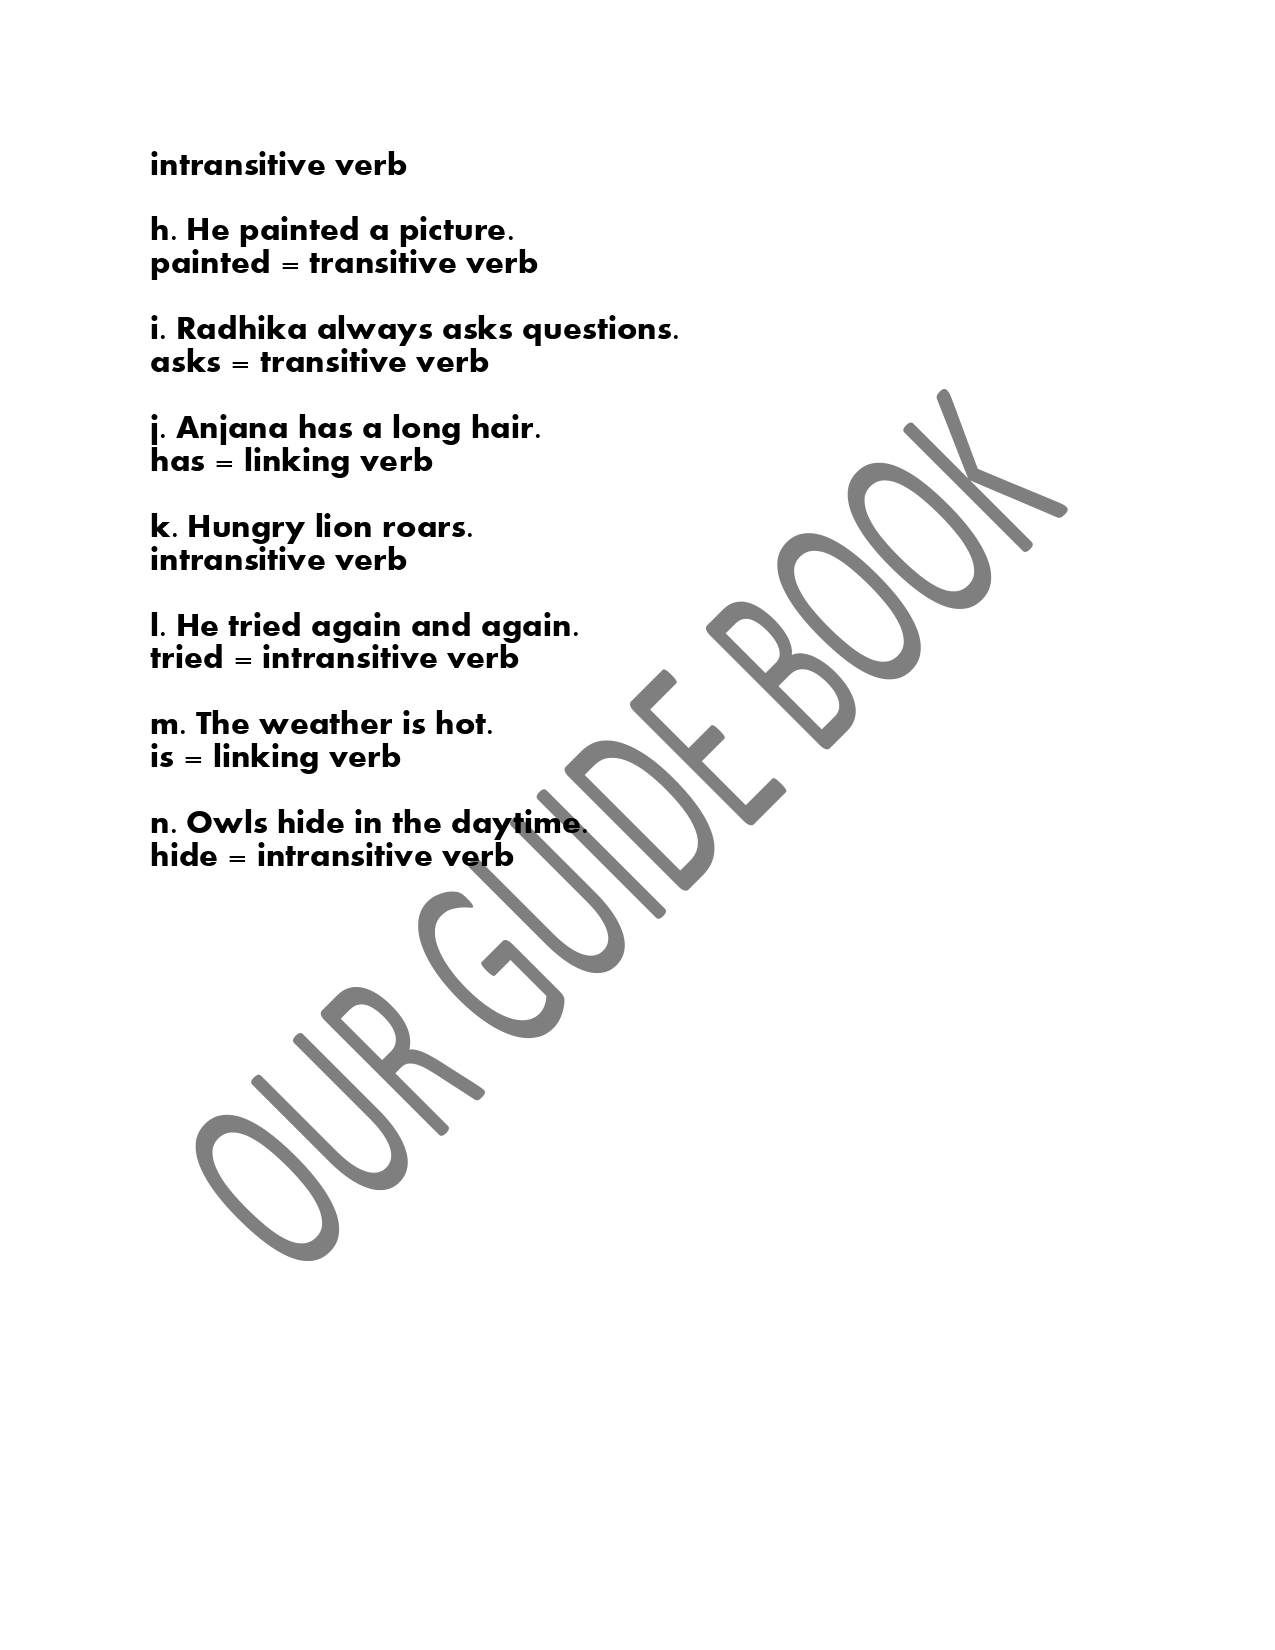 intransitive verb
h. He painted a picture.
painted = transitive verb
i. Radhika always asks questions.
asks = transitive verb
j. Anjana has a long hair.
has = linking verb
k. Hungry lion roars.
intransitive verb
l. He tried again and again.
tried = intransitive verb
m. The weather is hot.
is = linking verb
n. Owls hide in the daytime.
hide = intransitive verb
OUR GUIDE BOOK